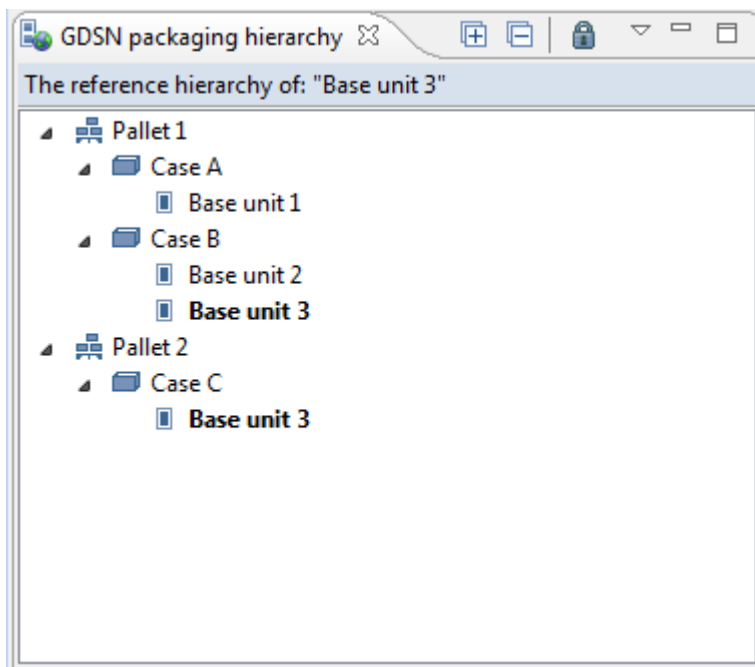 GDSN packaging hierarchy
The reference hierarchy of: "Base unit 3"
Pallet 1
Case A
Base unit 1
Case B
Base unit 2
Base unit 3
Pallet 2
Case C
Base unit 3